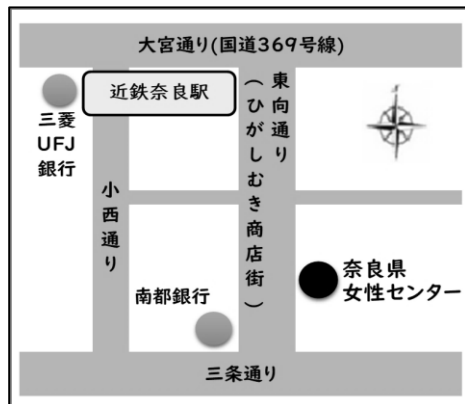 大宮通り(国道369号線)
近鉄奈良駅
三菱
UFJ
銀行
小西通り
東向通り
(ひがしむき商店街)
南都銀行
奈良県
女性センター
三条通り